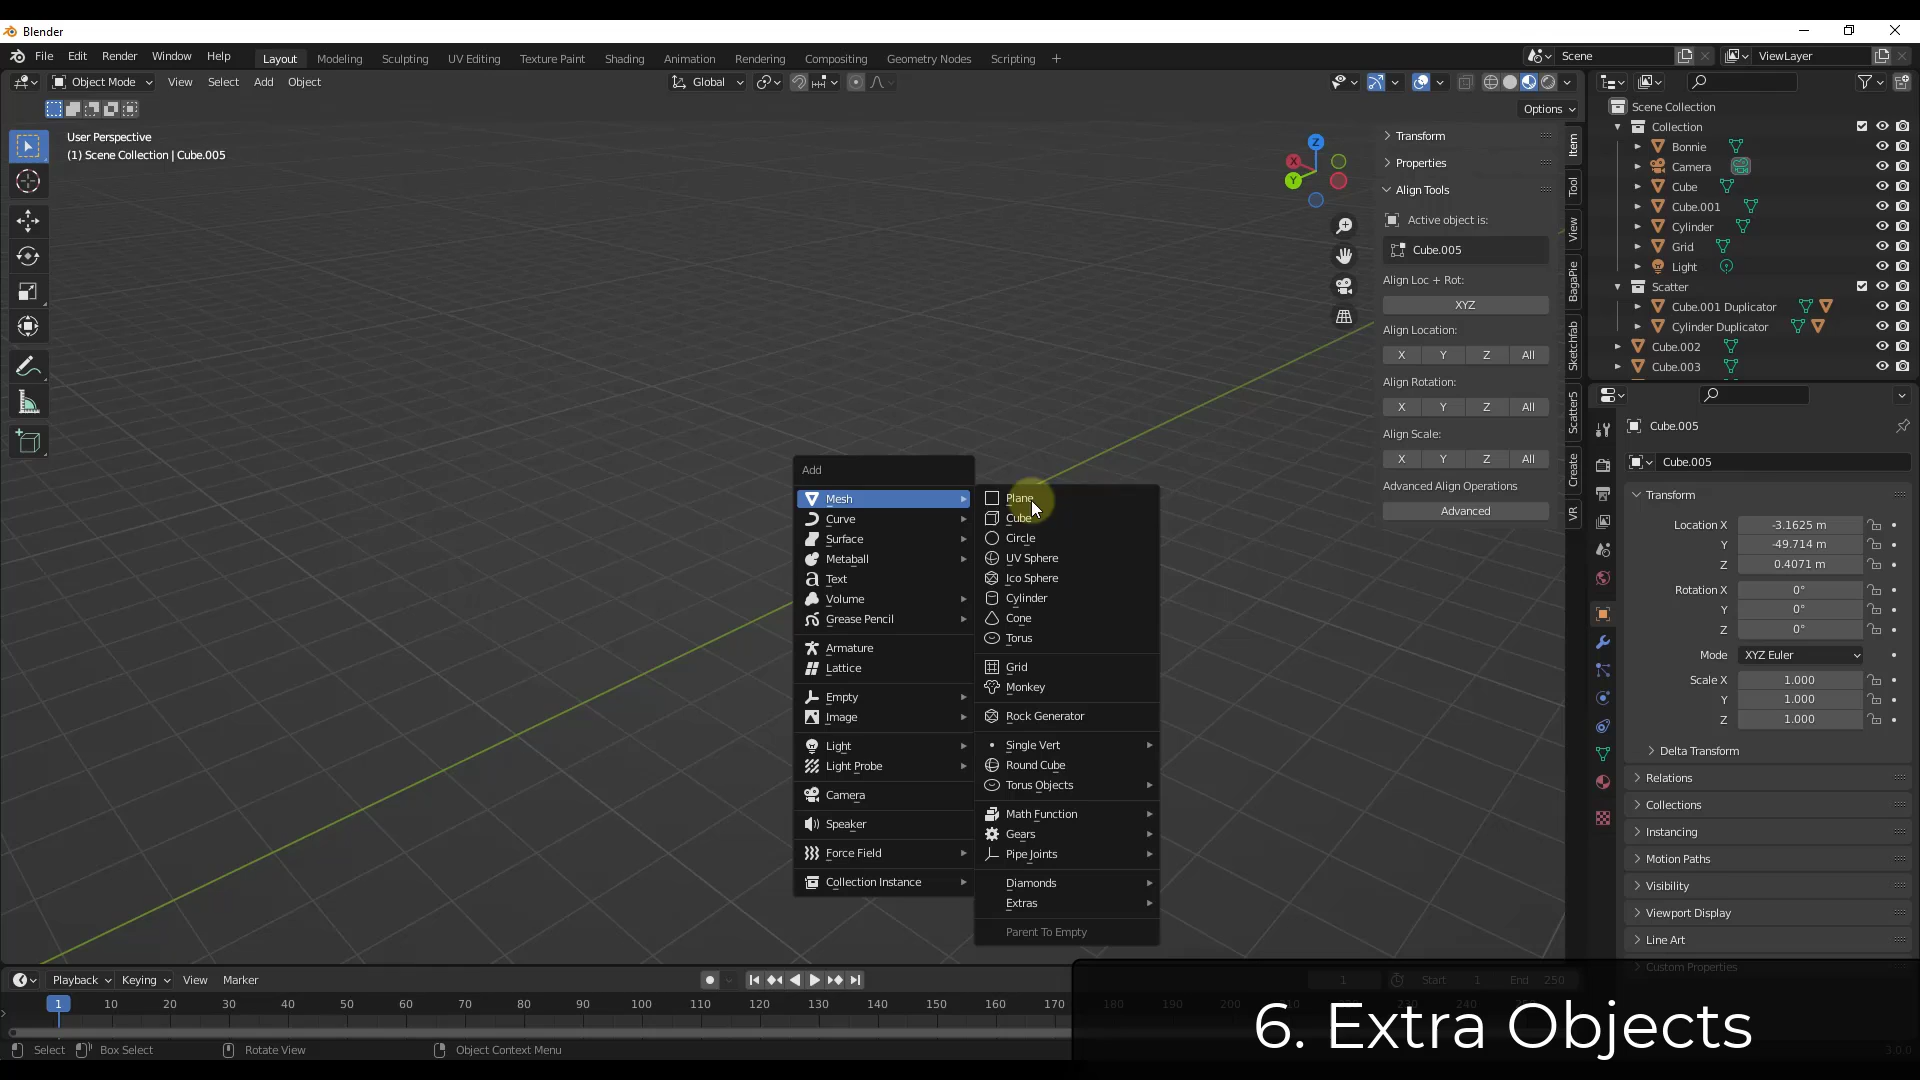 Blender
File Edit Render Window Help Layout Modeling Sculpting UV Editing Texture Paint Shading Animation Rendering Compositing Geometry Nodes Scripting + Scene ViewLayer
Object Mode View Select Add Object Global
Options
User Perspective
(1) Scene Collection | Cube.005
Z
X
Y
Transform
Properties
Align Tools
Active object is:
Cube.005
Align Loc + Rot:
XYZ
Align Location:
X Y Z All
Align Rotation:
X Y Z All
Align Scale:
X Y Z All
Advanced Align Operations
Advanced
Item
Tool
View
BagaPie
Sketchfab
Scatter5
Create
VR
Scene Collection
Collection
Bonnie
Camera
Cube
Cube.001
Cylinder
Grid
Light
Scatter
Cube.001 Duplicator
Cylinder Duplicator
Cube.002
Cube.003
Cube.005
Cube.005
Transform
Location X -3.1625 m
Y -49.714 m
Z 0.4071 m
Rotation X 0°
Y 0°
Z 0°
Mode XYZ Euler
Scale X 1.000
Y 1.000
Z 1.000
Delta Transform
Relations
Collections
Instancing
Motion Paths
Visibility
Viewport Display
Line Art
Custom Properties
Add
Mesh
Curve
Surface
Metaball
Text
Volume
Grease Pencil
Armature
Lattice
Empty
Image
Light
Light Probe
Camera
Speaker
Force Field
Collection Instance
Plane
Cube
Circle
UV Sphere
Ico Sphere
Cylinder
Cone
Torus
Grid
Monkey
Rock Generator
Single Vert
Round Cube
Torus Objects
Math Function
Gears
Pipe Joints
Diamonds
Extras
Parent To Empty
Playback Keying View Marker 1 Start 1 End 250
1 10 20 30 40 50 60 70 80 90 100 110 120 130 140 150 160 170 180 190 200 210 220 230 240
Select Box Select Rotate View Object Context Menu 3.0.0
6. Extra Objects